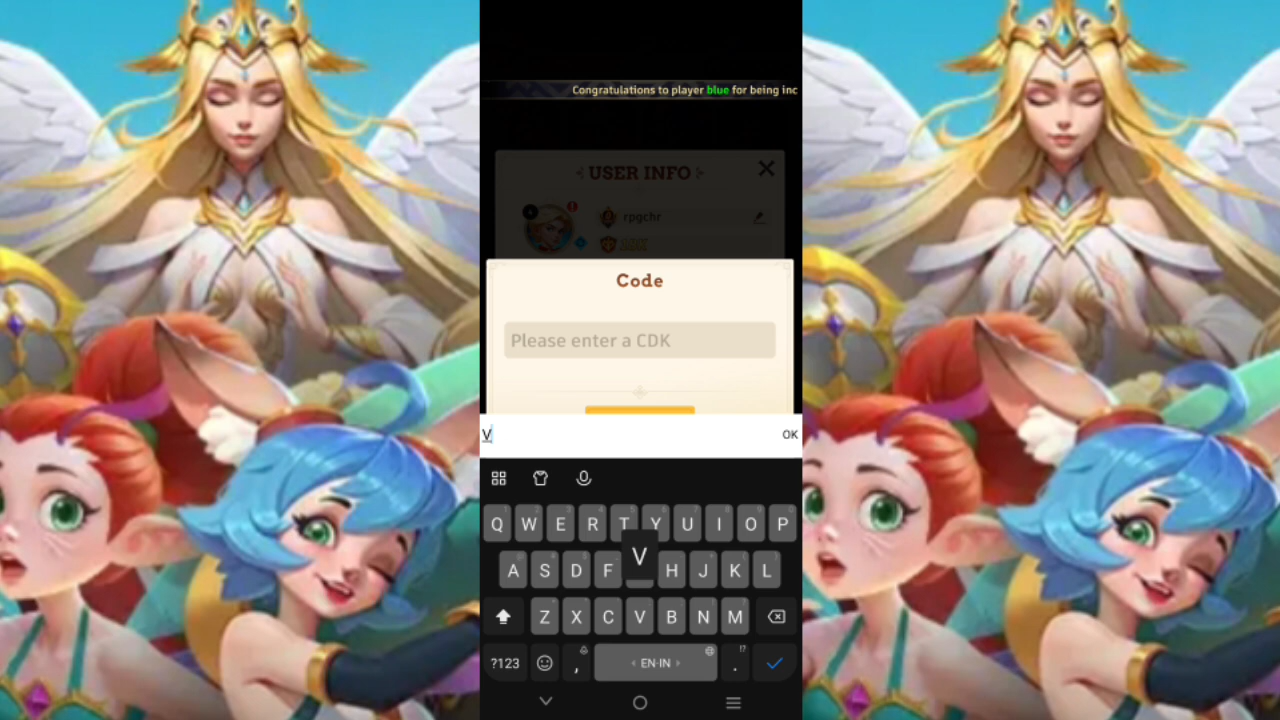 Congratulations to player blue for being inc
USER INFO
rpgchr
Code
Please enter a CDK
V
OK
Q W E R T Y U I O P
V
A S D F H J K L
Z X C V B N M
?123 , EN-IN . !?